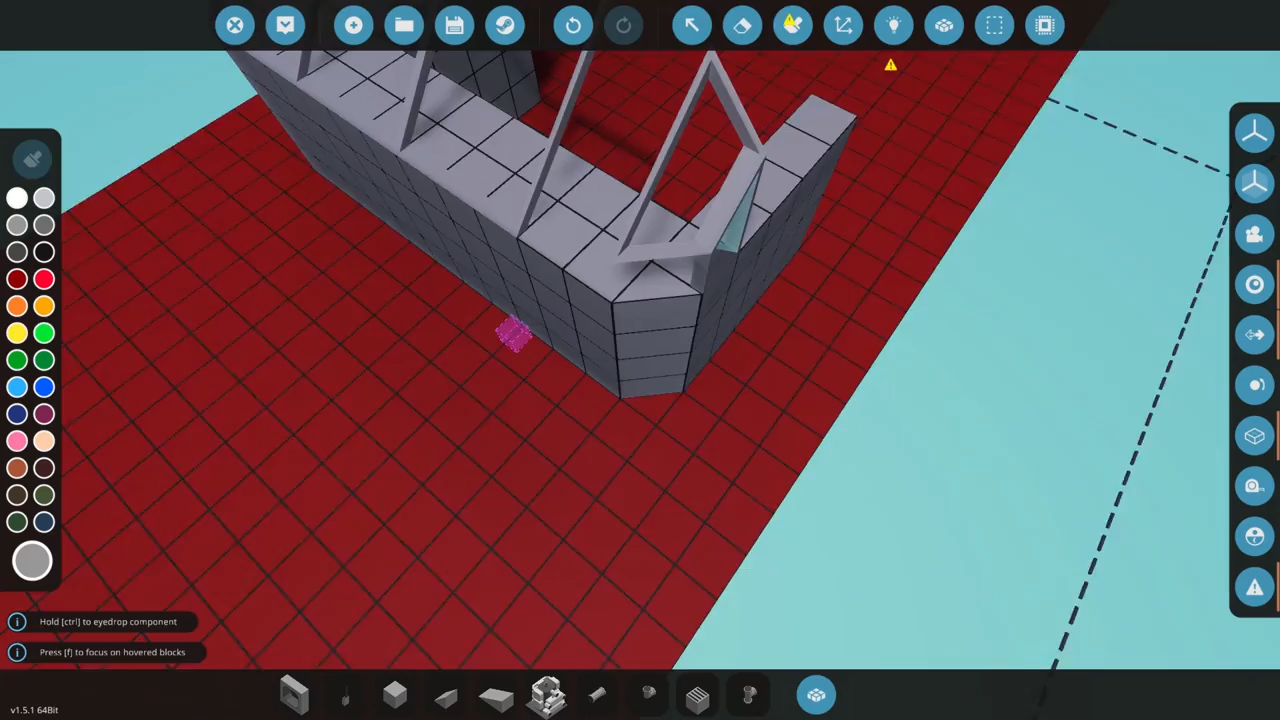 Hold [ctrl] to eyedrop component
Press [f] to focus on hovered blocks
v1.5.1 64Bit